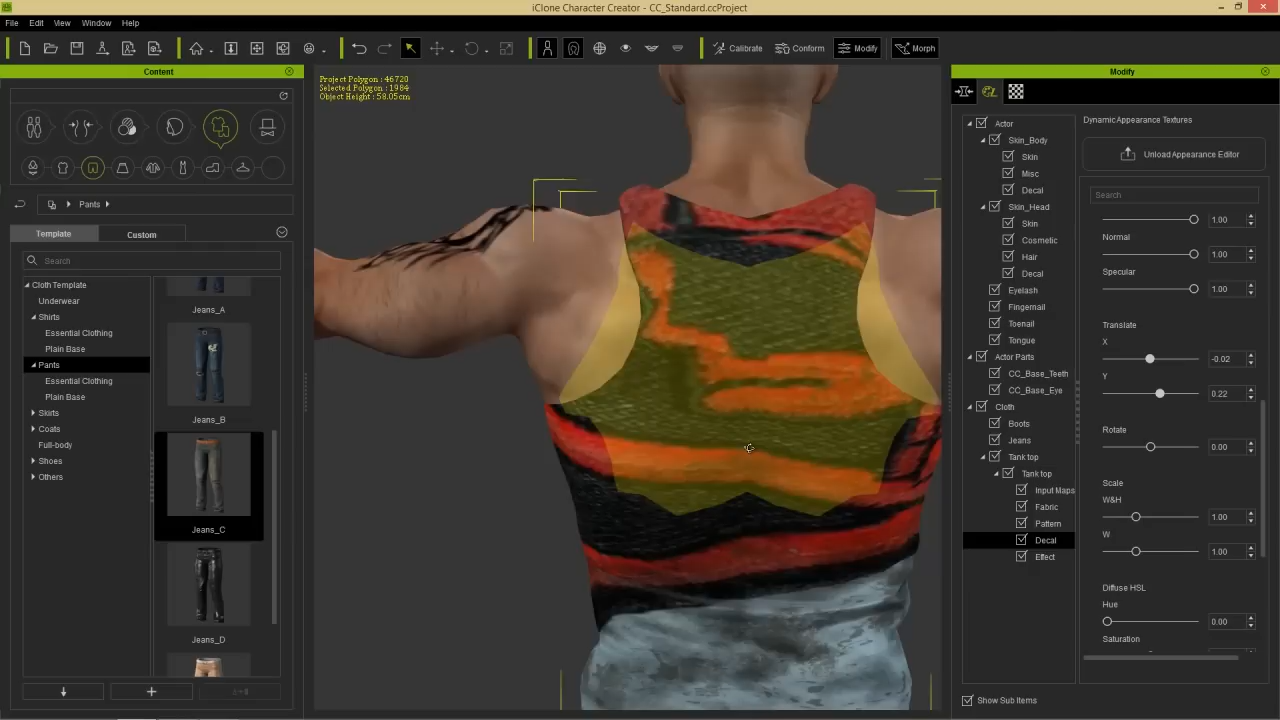 iClone Character Creator - CC_Standard.ccProject
File Edit View Window Help
Calibrate Conform Modify Morph
Content
Project Polygon : 46720
Selected Polygon : 1984
Object Height : 58.05cm
Pants
Template Custom
Search
Cloth Template
Underwear
Shirts
Essential Clothing
Plain Base
Pants
Essential Clothing
Plain Base
Skirts
Coats
Full-body
Shoes
Others
Jeans_A
Jeans_B
Jeans_C
Jeans_D
Modify
Actor
Skin_Body
Skin
Misc
Decal
Skin_Head
Skin
Cosmetic
Hair
Decal
Eyelash
Fingernail
Toenail
Tongue
Actor Parts
CC_Base_Teeth
CC_Base_Eye
Cloth
Boots
Jeans
Tank top
Tank top
Input Maps
Fabric
Pattern
Decal
Effect
Show Sub Items
Dynamic Appearance Textures
Unload Appearance Editor
Search
1.00
Normal
1.00
Specular
1.00
Translate
X
-0.02
Y
0.22
Rotate
0.00
Scale
W&H
1.00
W
1.00
Diffuse HSL
Hue
0.00
Saturation